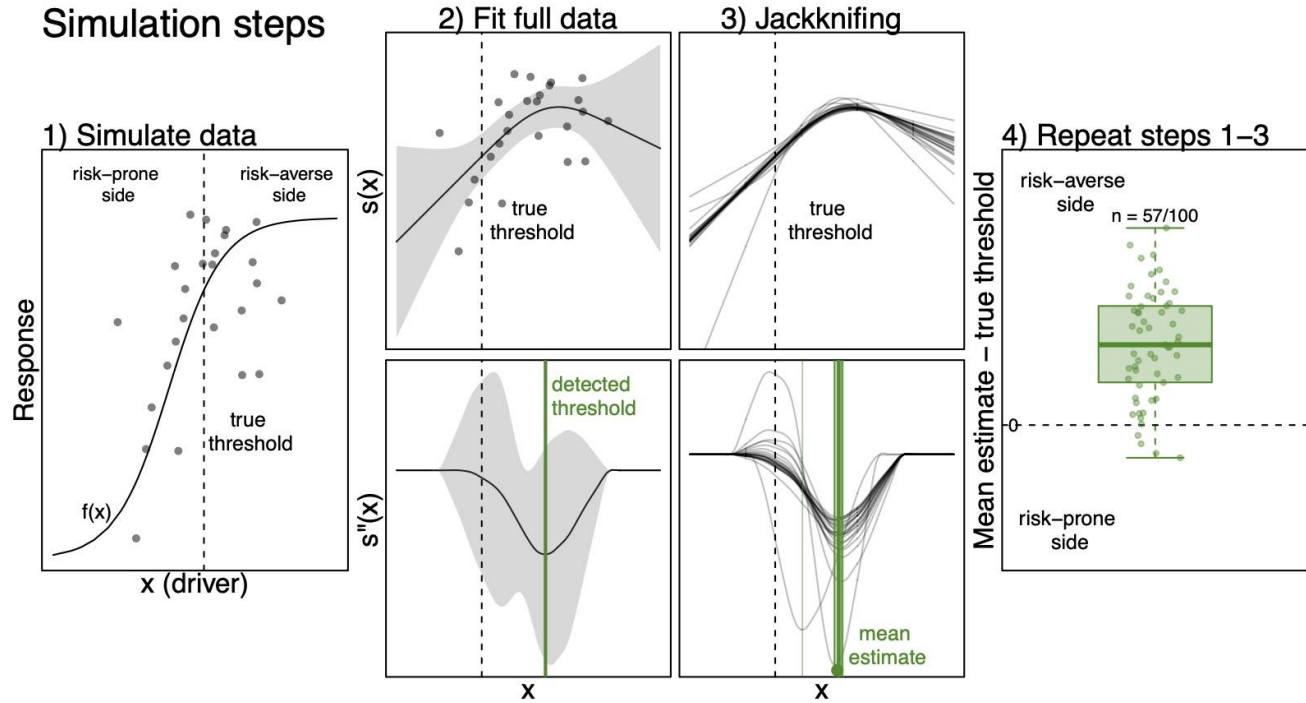 Simulation steps
1) Simulate data
risk−prone
side
risk−averse
side
true
threshold
f(x)
Response
x (driver)
2) Fit full data
s(x)
true
threshold
s"(x)
detected
threshold
x
3) Jackknifing
true
threshold
mean
estimate
x
4) Repeat steps 1−3
Mean estimate − true threshold
risk−averse
side
n = 57/100
0
risk−prone
side